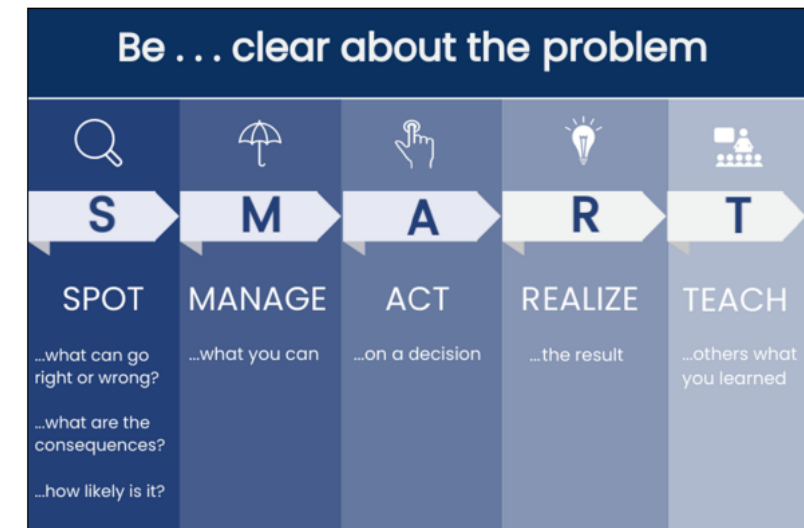 Be . . . clear about the problem
S
M
A
R
T
SPOT
MANAGE
ACT
REALIZE
TEACH
...what can go
right or wrong?
...what are the
consequences?
...how likely is it?
...what you can
...on a decision
...the result
...others what
you learned